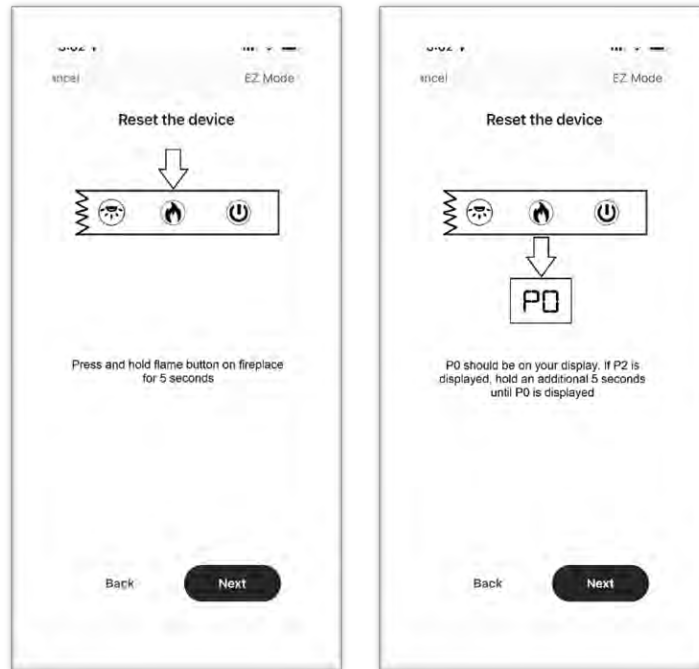 EZ Mode
Reset the device
Press and hold flame button on fireplace
for 5 seconds
Back
Next
EZ Mode
Reset the device
P0
P0 should be on your display. If P2 is
displayed, hold an additional 5 seconds
until P0 is displayed
Back
Next